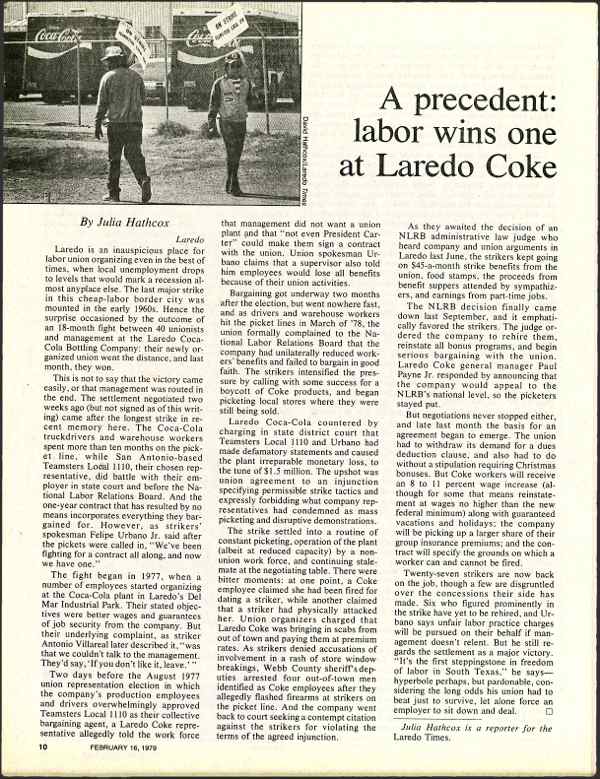 Coca-Cola
Coca-Cola
ON STRIKE
David Hathcox/Laredo Times
A precedent:
labor wins one
at Laredo Coke
By Julia Hathcox
Laredo
Laredo is an inauspicious place for
labor union organizing even in the best of
times, when local unemployment drops
to levels that would mark a recession al-
most anyplace else. The last major strike
in this cheap-labor border city was
mounted in the early 1960s. Hence the
surprise occasioned by the outcome of
an 18-month fight between 40 unionists
and management at the Laredo Coca-
Cola Bottling Company: their newly or-
ganized union went the distance, and last
month, they won.
This is not to say that the victory came
easily, or that management was routed in
the end. The settlement negotiated two
weeks ago (but not signed as of this writ-
ing) came after the longest strike in re-
cent memory here. The Coca-Cola
truckdrivers and warehouse workers
spent more than ten months on the pick-
et line, while San Antonio-based
Teamsters Local 1110, their chosen rep-
resentative, did battle with their em-
ployer in state court and before the Na-
tional Labor Relations Board. And the
one-year contract that has resulted by no
means incorporates everything they bar-
gained for. However, as strikers'
spokesman Felipe Urbano Jr. said after
the pickets were called in, "We've been
fighting for a contract all along, and now
we have one."
The fight began in 1977, when a
number of employees started organizing
at the Coca-Cola plant in Laredo's Del
Mar Industrial Park. Their stated objec-
tives were better wages and guarantees
of job security from the company. But
their underlying complaint, as striker
Antonio Villareal later described it, "was
that we couldn't talk to the management.
They'd say, 'If you don't like it, leave.' "
Two days before the August 1977
union representation election in which
the company's production employees
and drivers overwhelmingly approved
Teamsters Local 1110 as their collective
bargaining agent, a Laredo Coke repre-
sentative allegedly told the work force
that management did not want a union
plant and that "not even President Car-
ter" could make them sign a contract
with the union. Union spokesman Ur-
bano claims that a supervisor also told
him employees would lose all benefits
because of their union activities.
Bargaining got underway two months
after the election, but went nowhere fast,
and as drivers and warehouse workers
hit the picket lines in March of '78, the
union formally complained to the Na-
tional Labor Relations Board that the
company had unilaterally reduced work-
ers' benefits and failed to bargain in good
faith. The strikers intensified the pres-
sure by calling with some success for a
boycott of Coke products, and began
picketing local stores where they were
still being sold.
Laredo Coca-Cola countered by
charging in state district court that
Teamsters Local 1110 and Urbano had
made defamatory statements and caused
the plant irreparable monetary loss, to
the tune of $1.5 million. The upshot was
union agreement to an injunction
specifying permissible strike tactics and
expressly forbidding what company rep-
resentatives had condemned as mass
picketing and disruptive demonstrations.
The strike settled into a routine of
constant picketing, operation of the plant
(albeit at reduced capacity) by a non-
union work force, and continuing stale-
mate at the negotiating table. There were
bitter moments: at one point, a Coke
employee claimed she had been fired for
dating a striker, while another claimed
that a striker had physically attacked
her. Union organizers charged that
Laredo Coke was bringing in scabs from
out of town and paying them at premium
rates. As strikers denied accusations of
involvement in a rash of store window
breakings, Webb County sheriff's dep-
uties arrested four out-of-town men
identified as Coke employees after they
allegedly flashed firearms at strikers on
the picket line. And the company went
back to court seeking a contempt citation
against the strikers for violating the
terms of the agreed injunction.
As they awaited the decision of an
NLRB administrative law judge who
heard company and union arguments in
Laredo last June, the strikers kept going
on $45-a-month strike benefits from the
union, food stamps, the proceeds from
benefit suppers attended by sympathiz-
ers, and earnings from part-time jobs.
The NLRB decision finally came
down last September, and it emphati-
cally favored the strikers. The judge or-
dered the company to rehire them,
reinstate all bonus programs, and begin
serious bargaining with the union.
Laredo Coke general manager Paul
Payne Jr. responded by announcing that
the company would appeal to the
NLRB's national level, so the picketers
stayed put.
But negotiations never stopped either,
and late last month the basis for an
agreement began to emerge. The union
had to withdraw its demand for a dues
deduction clause, and also had to do
without a stipulation requiring Christmas
bonuses. But Coke workers will receive
an 8 to 11 percent wage increase (al-
though for some that means reinstate-
ment at wages no higher than the new
federal minimum) along with guaranteed
vacations and holidays; the company
will be picking up a larger share of their
group insurance premiums; and the con-
tract will specify the grounds on which a
worker can and cannot be fired.
Twenty-seven strikers are now back
on the job, though a few are disgruntled
over the concessions their side has
made. Six who figured prominently in
the strike have yet to be rehired, and Ur-
bano says unfair labor practice charges
will be pursued on their behalf if man-
agement doesn't relent. But he still re-
gards the settlement as a major victory.
"It's the first steppingstone in freedom
of labor in South Texas," he says—
hyperbole perhaps, but pardonable, con-
sidering the long odds his union had to
beat just to survive, let alone force an
employer to sit down and deal. □
Julia Hathcox is a reporter for the
Laredo Times.
10 FEBRUARY 16, 1979